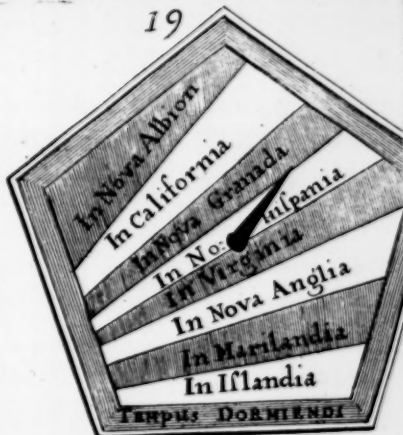 19
In Nova Albion
In California
In Nova Granada
In No: Hiſpania
In Virginia
In Nova Anglia
In Marilandia
In Iſlandia
TEMPUS DORMIENDI